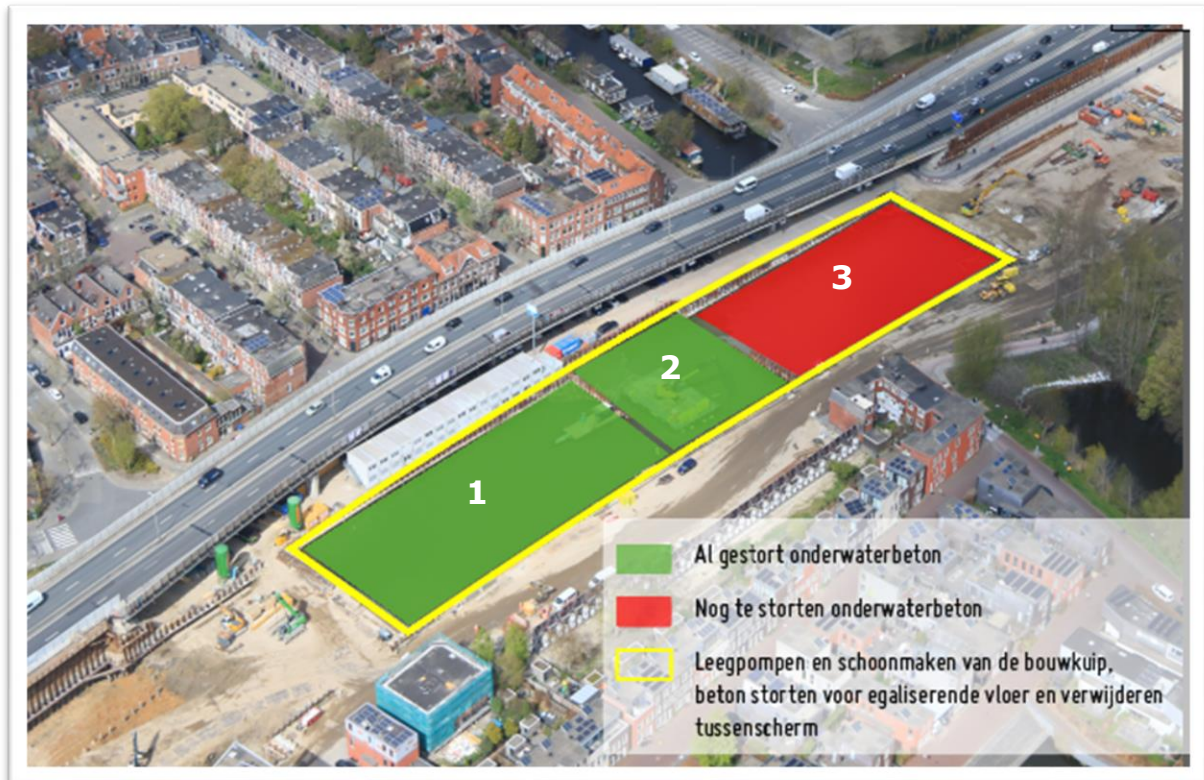 3
2
1
Al gestort onderwaterbeton
Nog te storten onderwaterbeton
Leegpompen en schoonmaken van de bouwkuip,
beton storten voor egaliserende vloer en verwijderen
tussenscherm